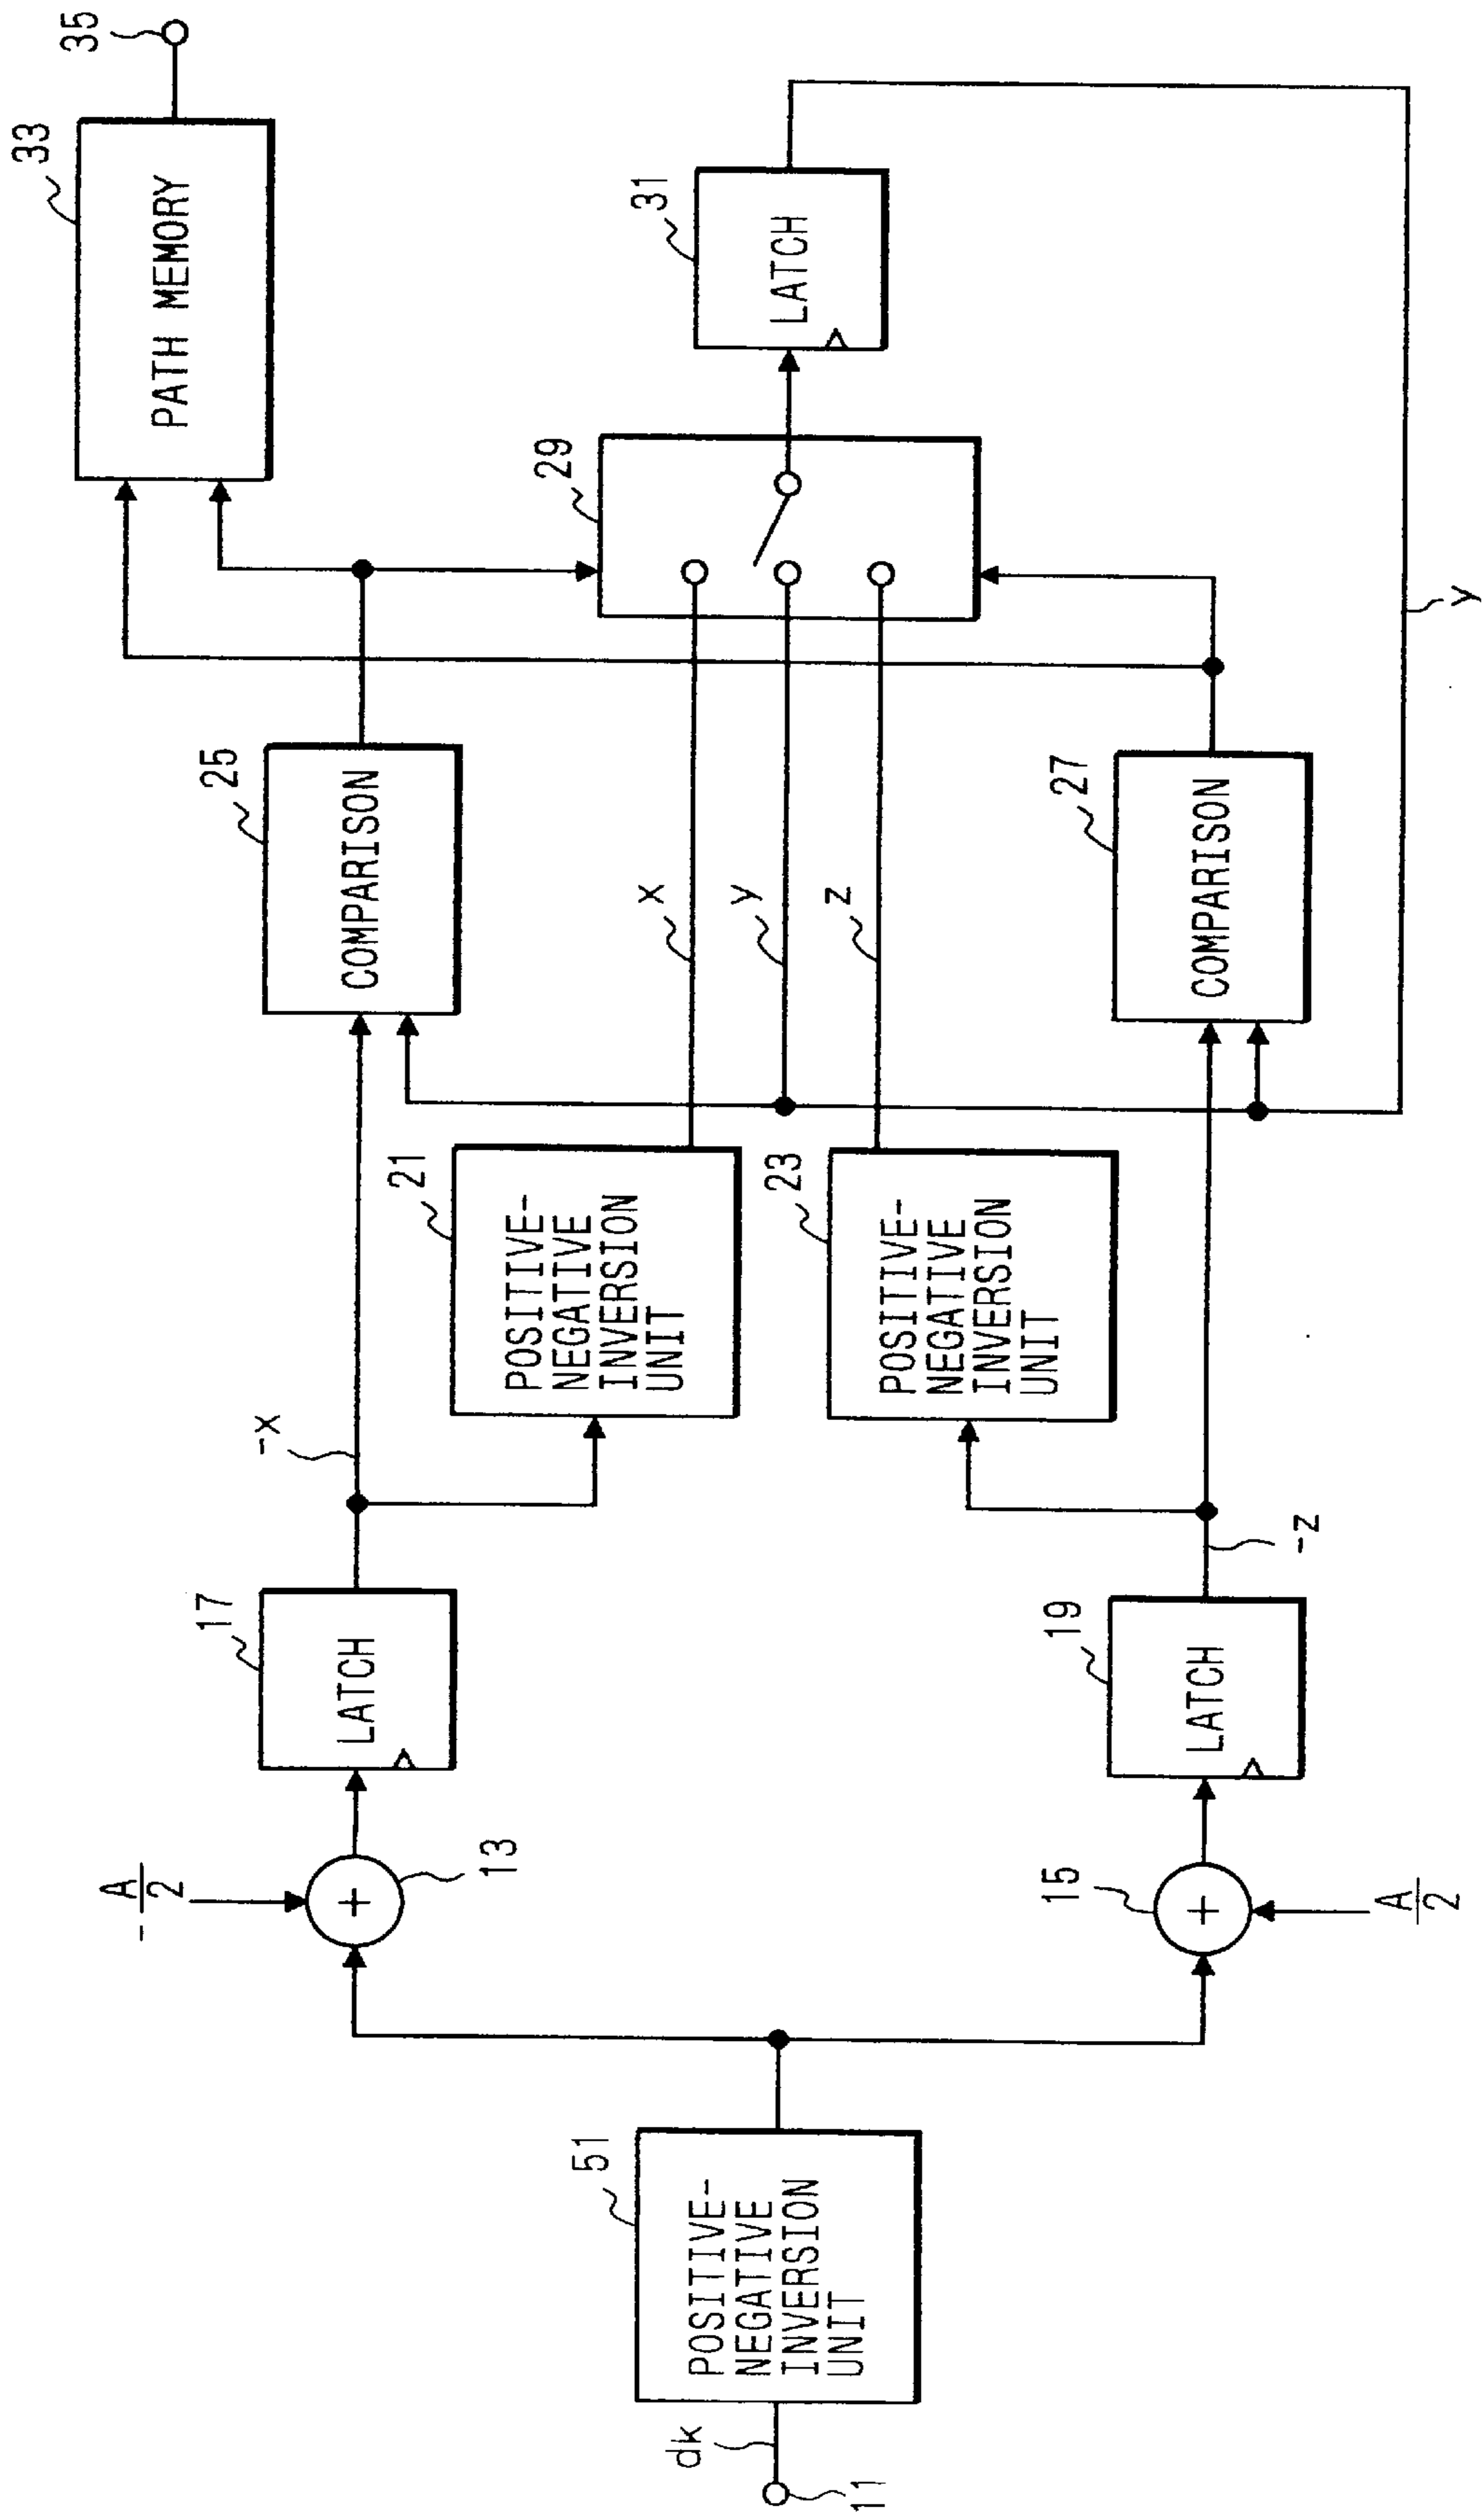 11
dk
51
POSITIVE-
NEGATIVE
INVERSION
UNIT
- A/2
13
15
A/2
17
LATCH
19
LATCH
-x
-z
21
POSITIVE-
NEGATIVE
INVERSION
UNIT
23
POSITIVE-
NEGATIVE
INVERSION
UNIT
25
COMPARISON
x
y
z
27
COMPARISON
29
y
31
LATCH
33
PATH MEMORY
35